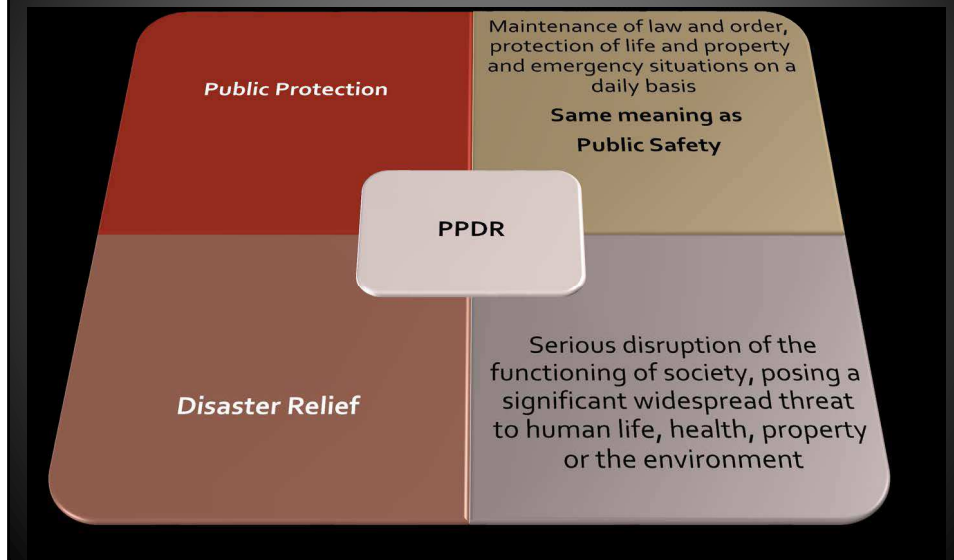 Public Protection
Maintenance of law and order,
protection of life and property
and emergency situations on a
daily basis
Same meaning as
Public Safety
PPDR
Disaster Relief
Serious disruption of the
functioning of society, posing a
significant widespread threat
to human life, health, property
or the environment